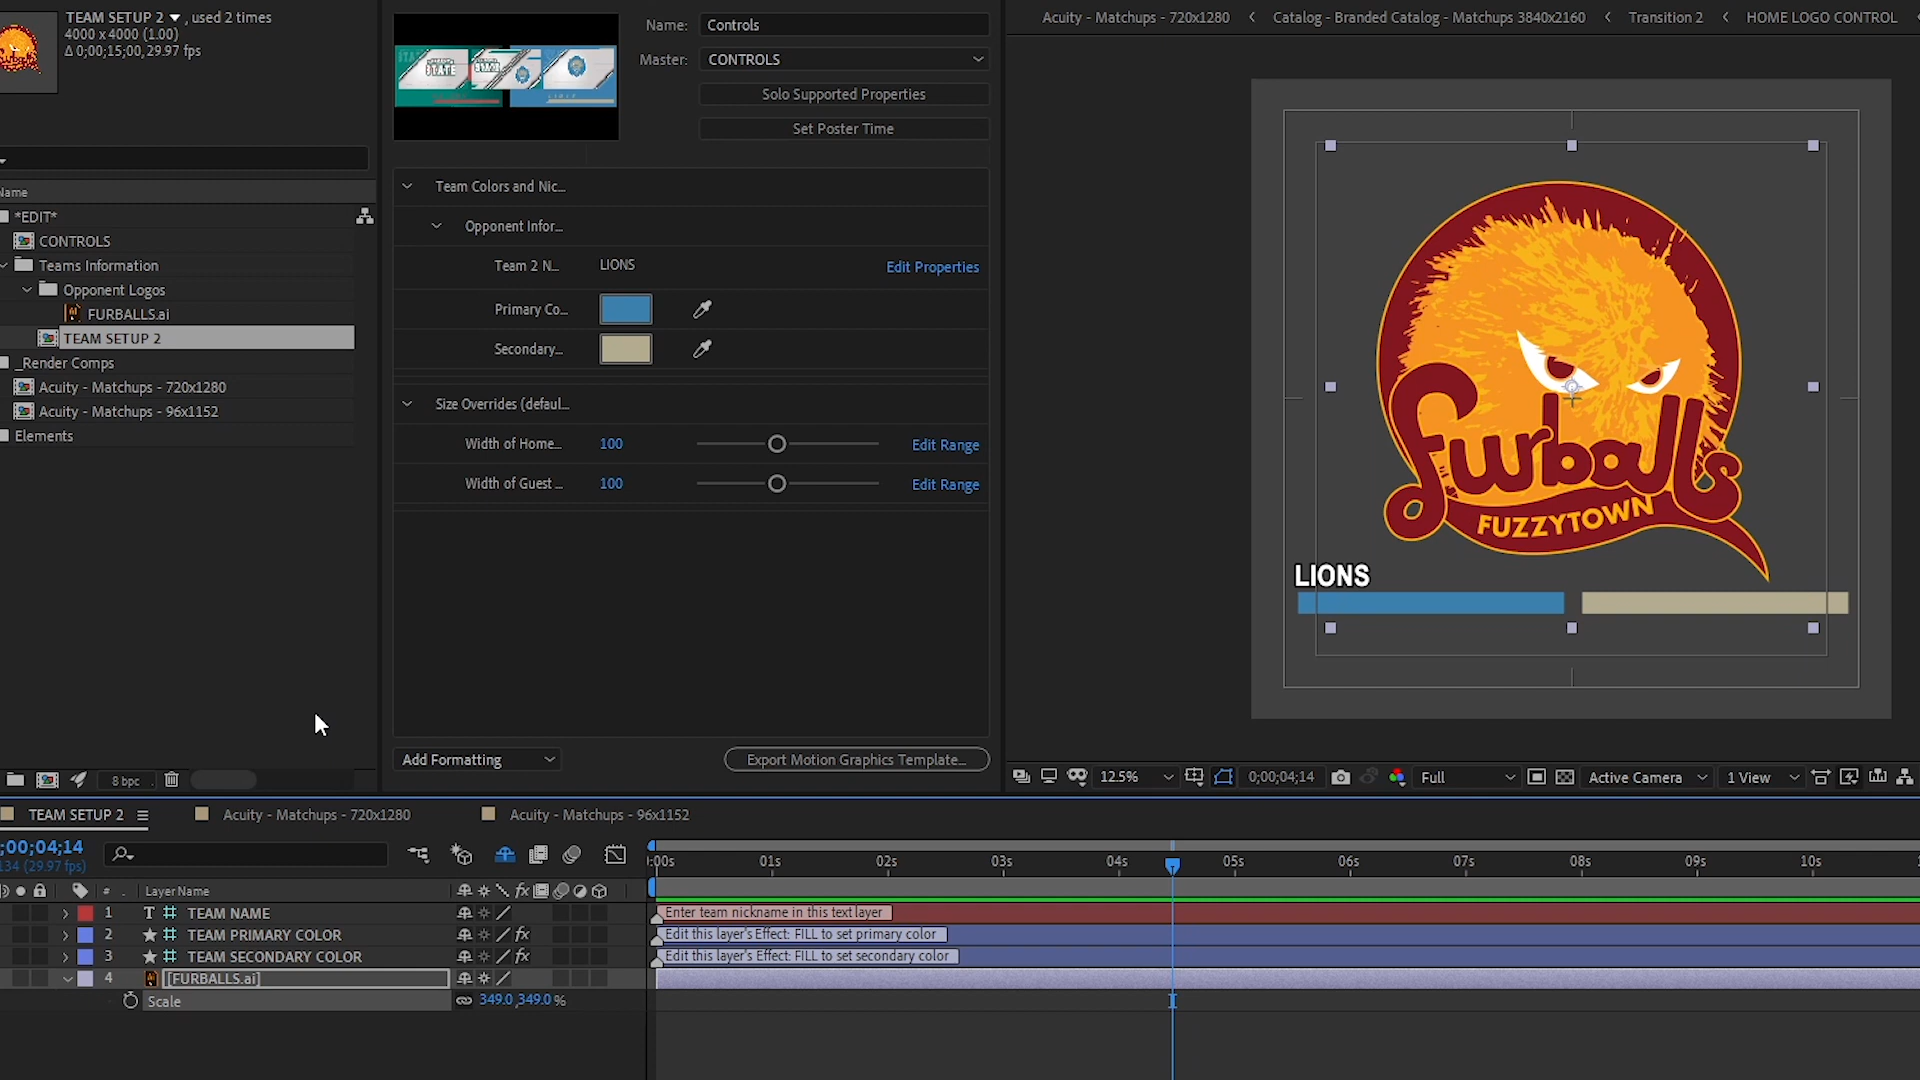 TEAM SETUP 2 , used 2 times
4000 x 4000 (1.00)
Δ 0;00;15;00, 29.97 fps
Name
*EDIT*
CONTROLS
Teams Information
Opponent Logos
FURBALLS.ai
TEAM SETUP 2
_Render Comps
Acuity - Matchups - 720x1280
Acuity - Matchups - 96x1152
Elements
8 bpc
Name: Controls
Master: CONTROLS
Solo Supported Properties
Set Poster Time
Team Colors and Nic...
Opponent Infor...
Team 2 N... LIONS Edit Properties
Primary Co...
Secondary...
Size Overrides (defaul...
Width of Home... 100 Edit Range
Width of Guest ... 100 Edit Range
Add Formatting Export Motion Graphics Template...
Acuity - Matchups - 720x1280 Catalog - Branded Catalog - Matchups 3840x2160 Transition 2 HOME LOGO CONTROL
Furballs
FUZZYTOWN
LIONS
12.5% 0;00;04;14 Full Active Camera 1 View
TEAM SETUP 2 Acuity - Matchups - 720x1280 Acuity - Matchups - 96x1152
;00;04;14
134 (29.97 fps)
:00s 01s 02s 03s 04s 05s 06s 07s 08s 09s 10s
# Layer Name fx
1 T # TEAM NAME Enter team nickname in this text layer
2 # TEAM PRIMARY COLOR fx Edit this layer's Effect: FILL to set primary color
3 # TEAM SECONDARY COLOR fx Edit this layer's Effect: FILL to set secondary color
4 [FURBALLS.ai]
Scale 349.0,349.0%